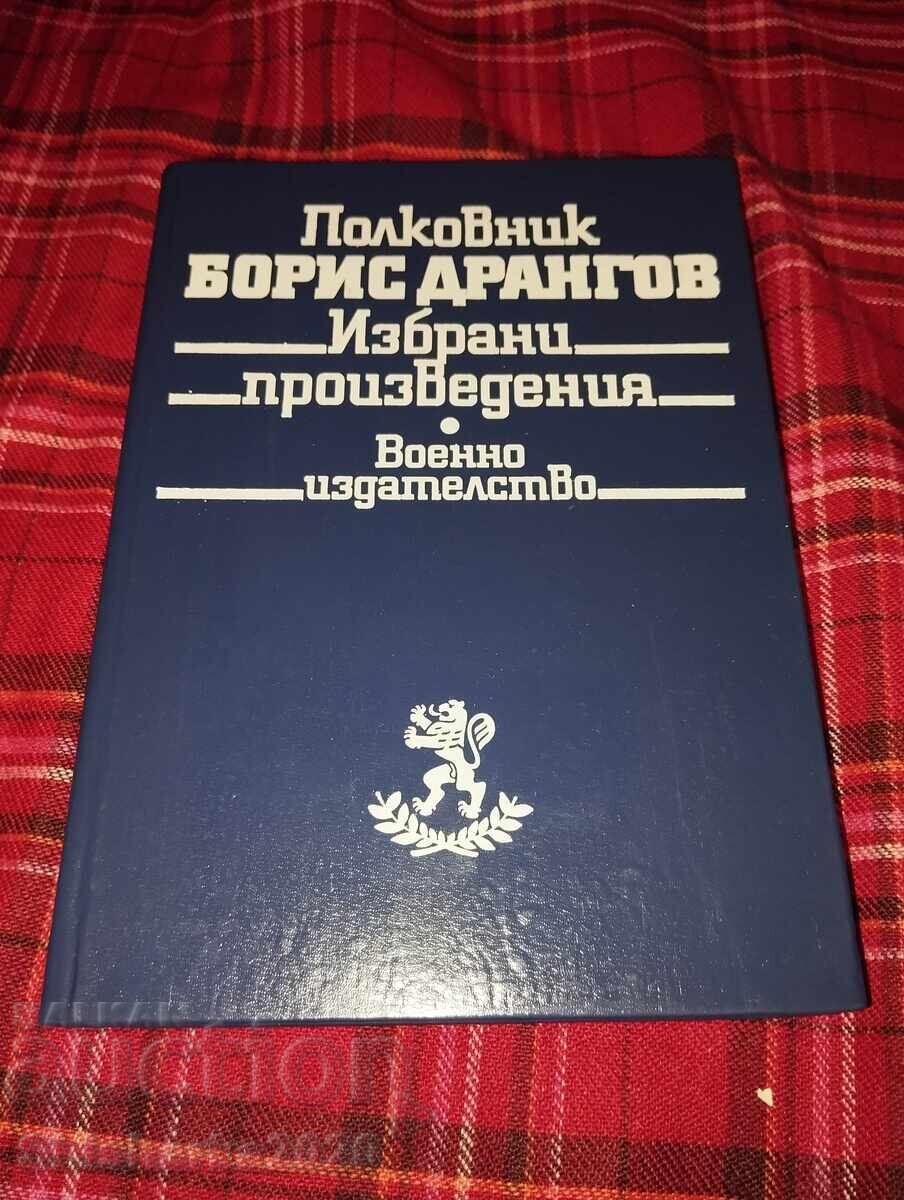 Полковник
БОРИС ДРАНГОВ
Избрани
произведения
•
Военно
издателство